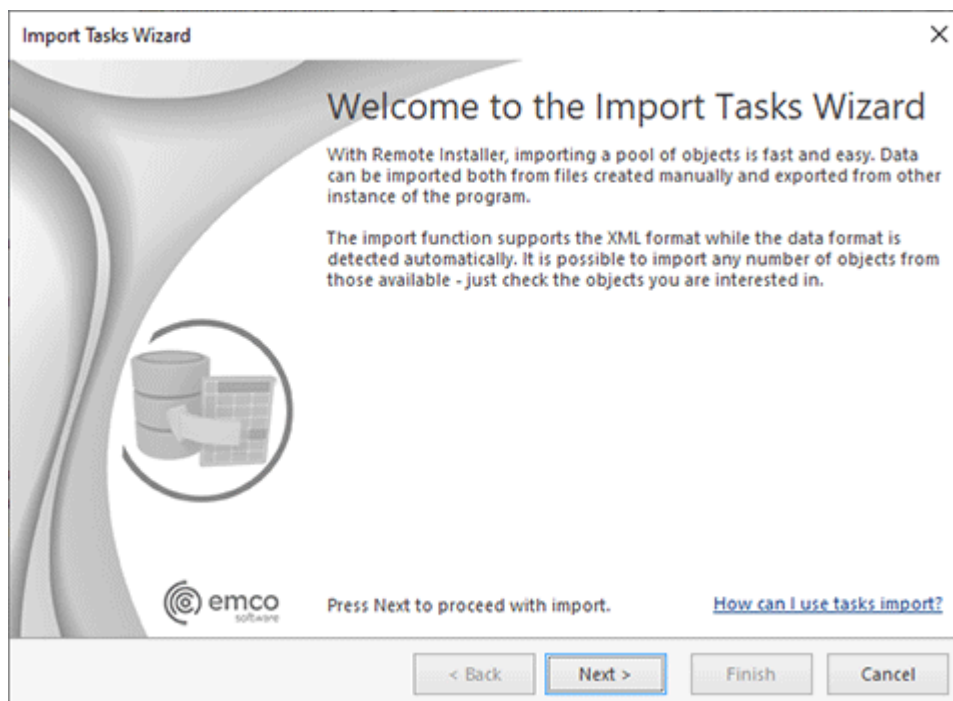 Import Tasks Wizard
Welcome to the Import Tasks Wizard
With Remote Installer, importing a pool of objects is fast and easy. Data
can be imported both from files created manually and exported from other
instance of the program.
The import function supports the XML format while the data format is
detected automatically. It is possible to import any number of objects from
those available - just check the objects you are interested in.
emco
software
Press Next to proceed with import.
How can I use tasks import?
< Back
Next >
Finish
Cancel